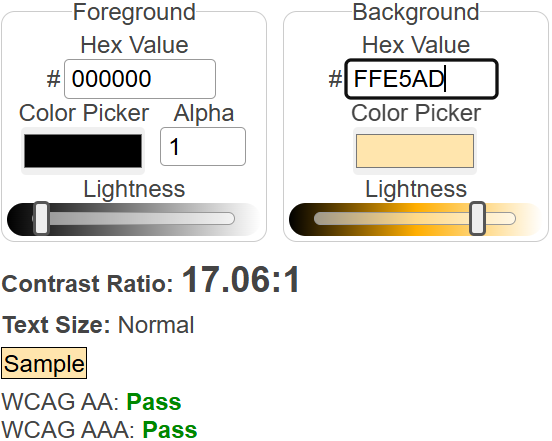 Foreground
Hex Value
# 000000
Color Picker Alpha
1
Lightness
Background
Hex Value
# FFE5AD
Color Picker
Lightness
Contrast Ratio: 17.06:1
Text Size: Normal
Sample
WCAG AA: Pass
WCAG AAA: Pass